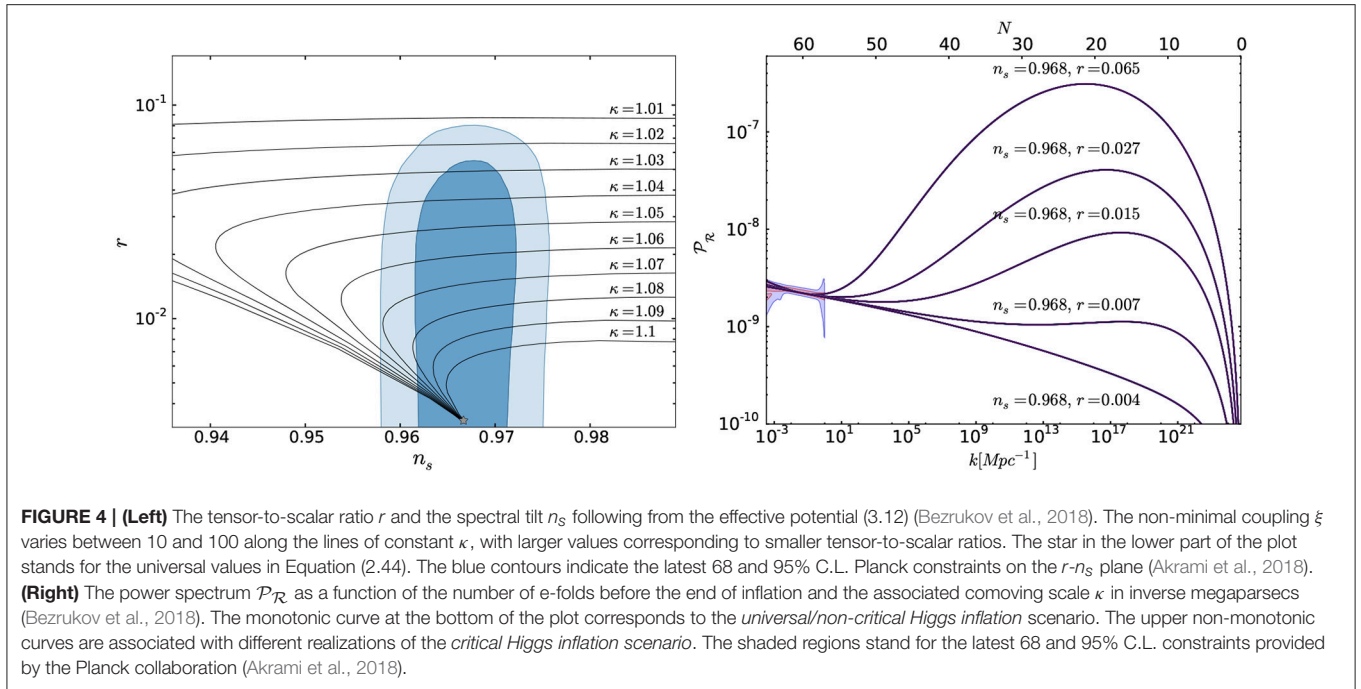 10⁻¹
10⁻²
r
κ=1.01
κ=1.02
κ=1.03
κ=1.04
κ=1.05
κ=1.06
κ=1.07
κ=1.08
κ=1.09
κ=1.1
0.94 0.95 0.96 0.97 0.98
n_s
N
60 50 40 30 20 10 0
n_s=0.968, r=0.065
n_s=0.968, r=0.027
n_s=0.968, r=0.015
n_s=0.968, r=0.007
n_s=0.968, r=0.004
10⁻⁷
10⁻⁸
10⁻⁹
10⁻¹⁰
𝒫_ℛ
10⁻³ 10¹ 10⁵ 10⁹ 10¹³ 10¹⁷ 10²¹
k[Mpc⁻¹]
FIGURE 4 | (Left) The tensor-to-scalar ratio r and the spectral tilt n_S following from the effective potential (3.12) (Bezrukov et al., 2018). The non-minimal coupling ξ
varies between 10 and 100 along the lines of constant κ, with larger values corresponding to smaller tensor-to-scalar ratios. The star in the lower part of the plot
stands for the universal values in Equation (2.44). The blue contours indicate the latest 68 and 95% C.L. Planck constraints on the r-n_S plane (Akrami et al., 2018).
(Right) The power spectrum 𝒫_ℛ as a function of the number of e-folds before the end of inflation and the associated comoving scale κ in inverse megaparsecs
(Bezrukov et al., 2018). The monotonic curve at the bottom of the plot corresponds to the universal/non-critical Higgs inflation scenario. The upper non-monotonic
curves are associated with different realizations of the critical Higgs inflation scenario. The shaded regions stand for the latest 68 and 95% C.L. constraints provided
by the Planck collaboration (Akrami et al., 2018).